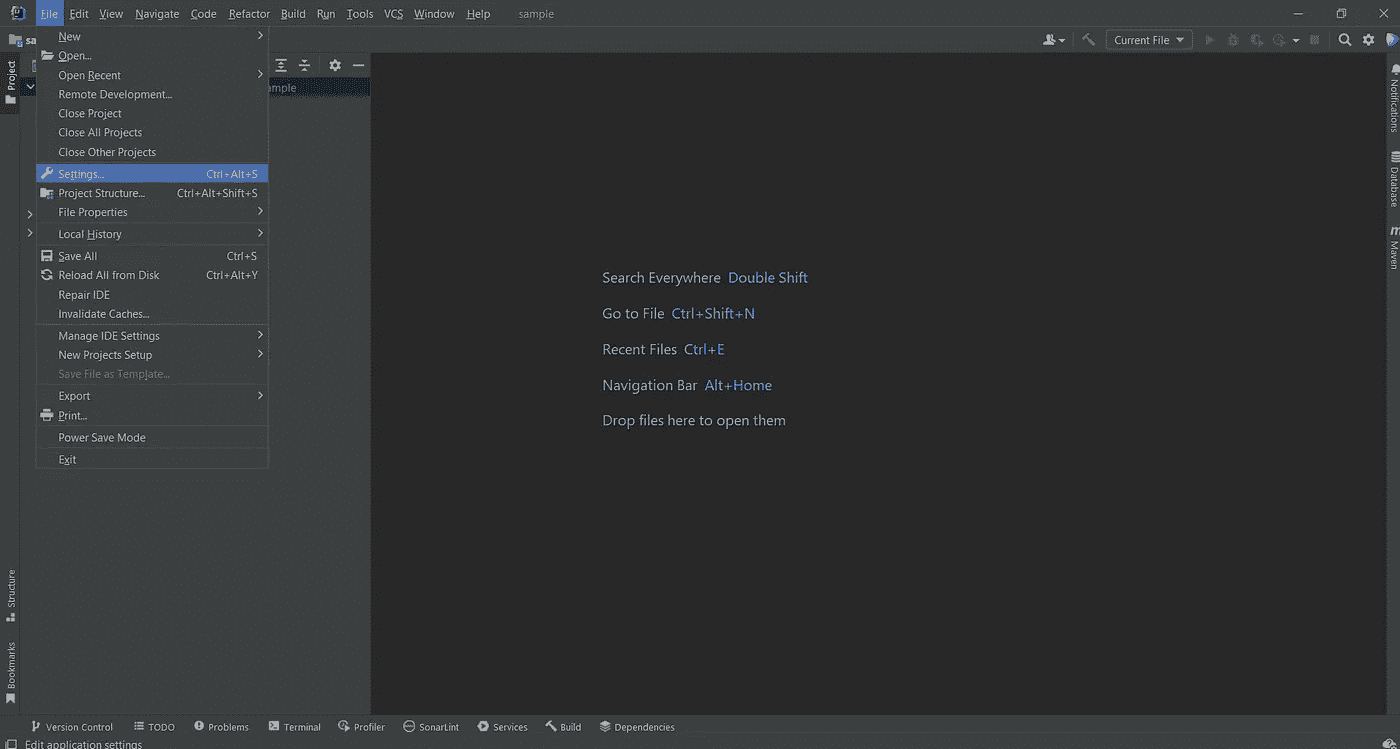 File Edit View Navigate Code Refactor Build Run Tools VCS Window Help sample
sa
Current File
Project
New
Open...
Open Recent
Remote Development...
Close Project
Close All Projects
Close Other Projects
Settings... Ctrl+Alt+S
Project Structure... Ctrl+Alt+Shift+S
File Properties
Local History
Save All Ctrl+S
Reload All from Disk Ctrl+Alt+Y
Repair IDE
Invalidate Caches...
Manage IDE Settings
New Projects Setup
Save File as Template...
Export
Print...
Power Save Mode
Exit
ample
Search Everywhere Double Shift
Go to File Ctrl+Shift+N
Recent Files Ctrl+E
Navigation Bar Alt+Home
Drop files here to open them
Notifications
Database
m
Maven
Structure
Bookmarks
Version Control TODO Problems Terminal Profiler SonarLint Services Build Dependencies
Edit application settings